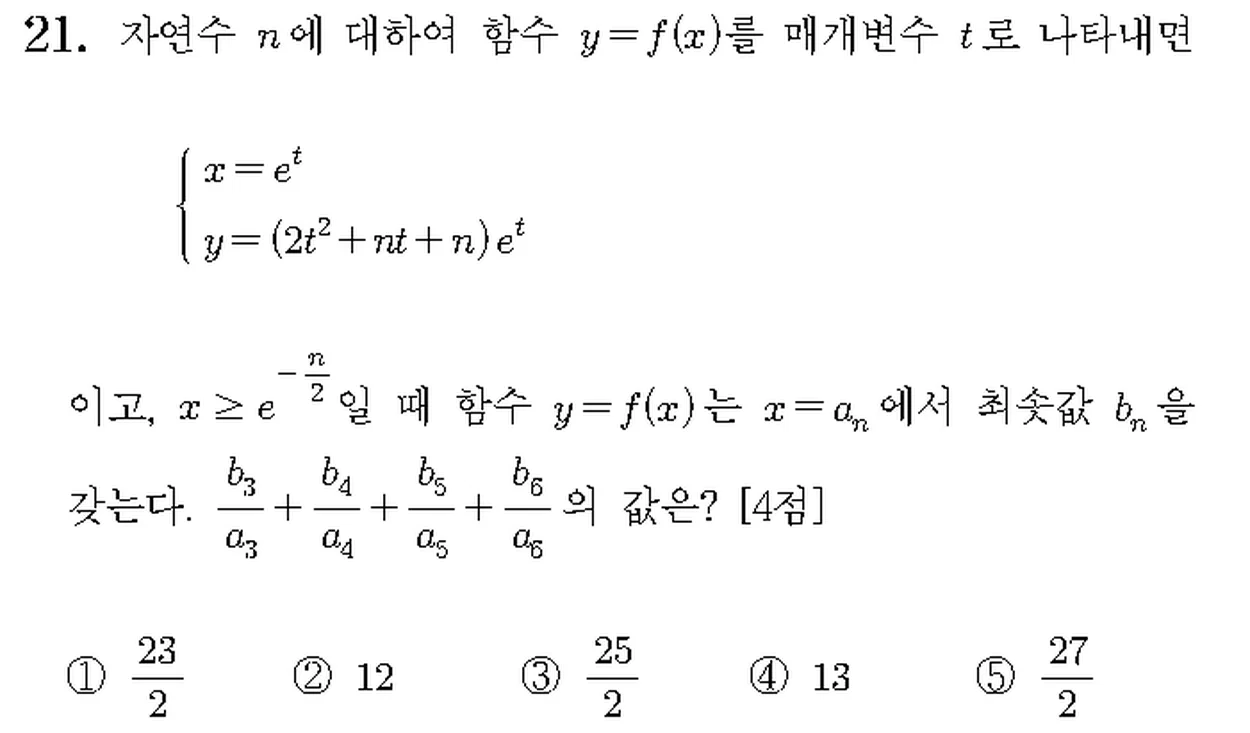 21. 자연수 n에 대하여 함수 y=f(x)를 매개변수 t로 나타내면
{ x=e^t
y=(2t²+nt+n)e^t
이고, x≥e^{-n/2}일 때 함수 y=f(x)는 x=a_n에서 최솟값 b_n을
갖는다. b_3/a_3 + b_4/a_4 + b_5/a_5 + b_6/a_6의 값은? [4점]
① 23/2 ② 12 ③ 25/2 ④ 13 ⑤ 27/2